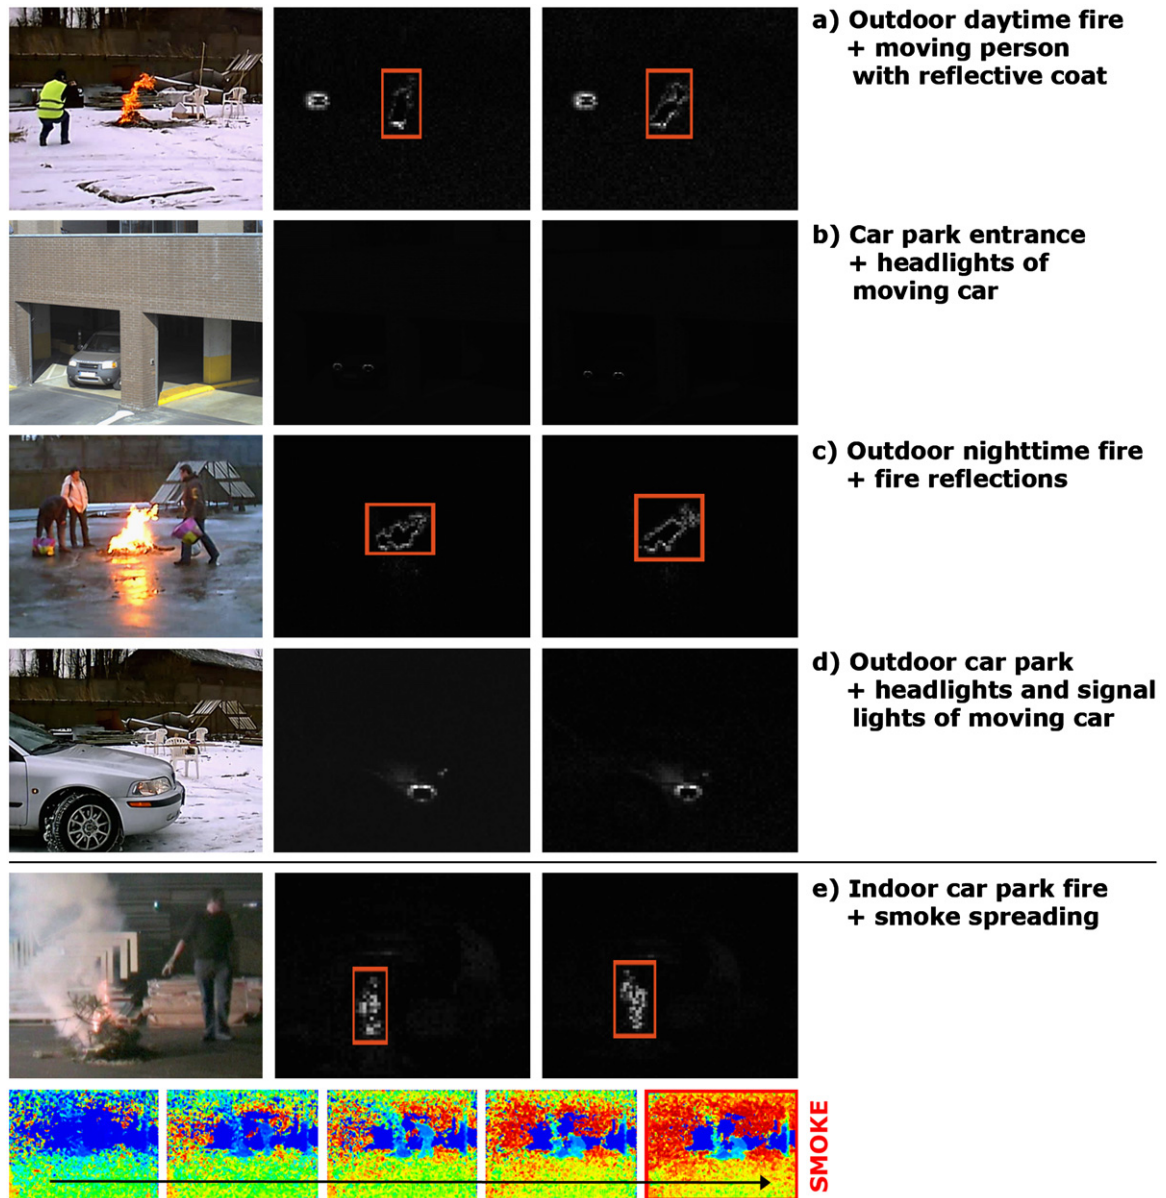 a) Outdoor daytime fire
+ moving person
with reflective coat
b) Car park entrance
+ headlights of
moving car
c) Outdoor nighttime fire
+ fire reflections
d) Outdoor car park
+ headlights and signal
lights of moving car
e) Indoor car park fire
+ smoke spreading
SMOKE